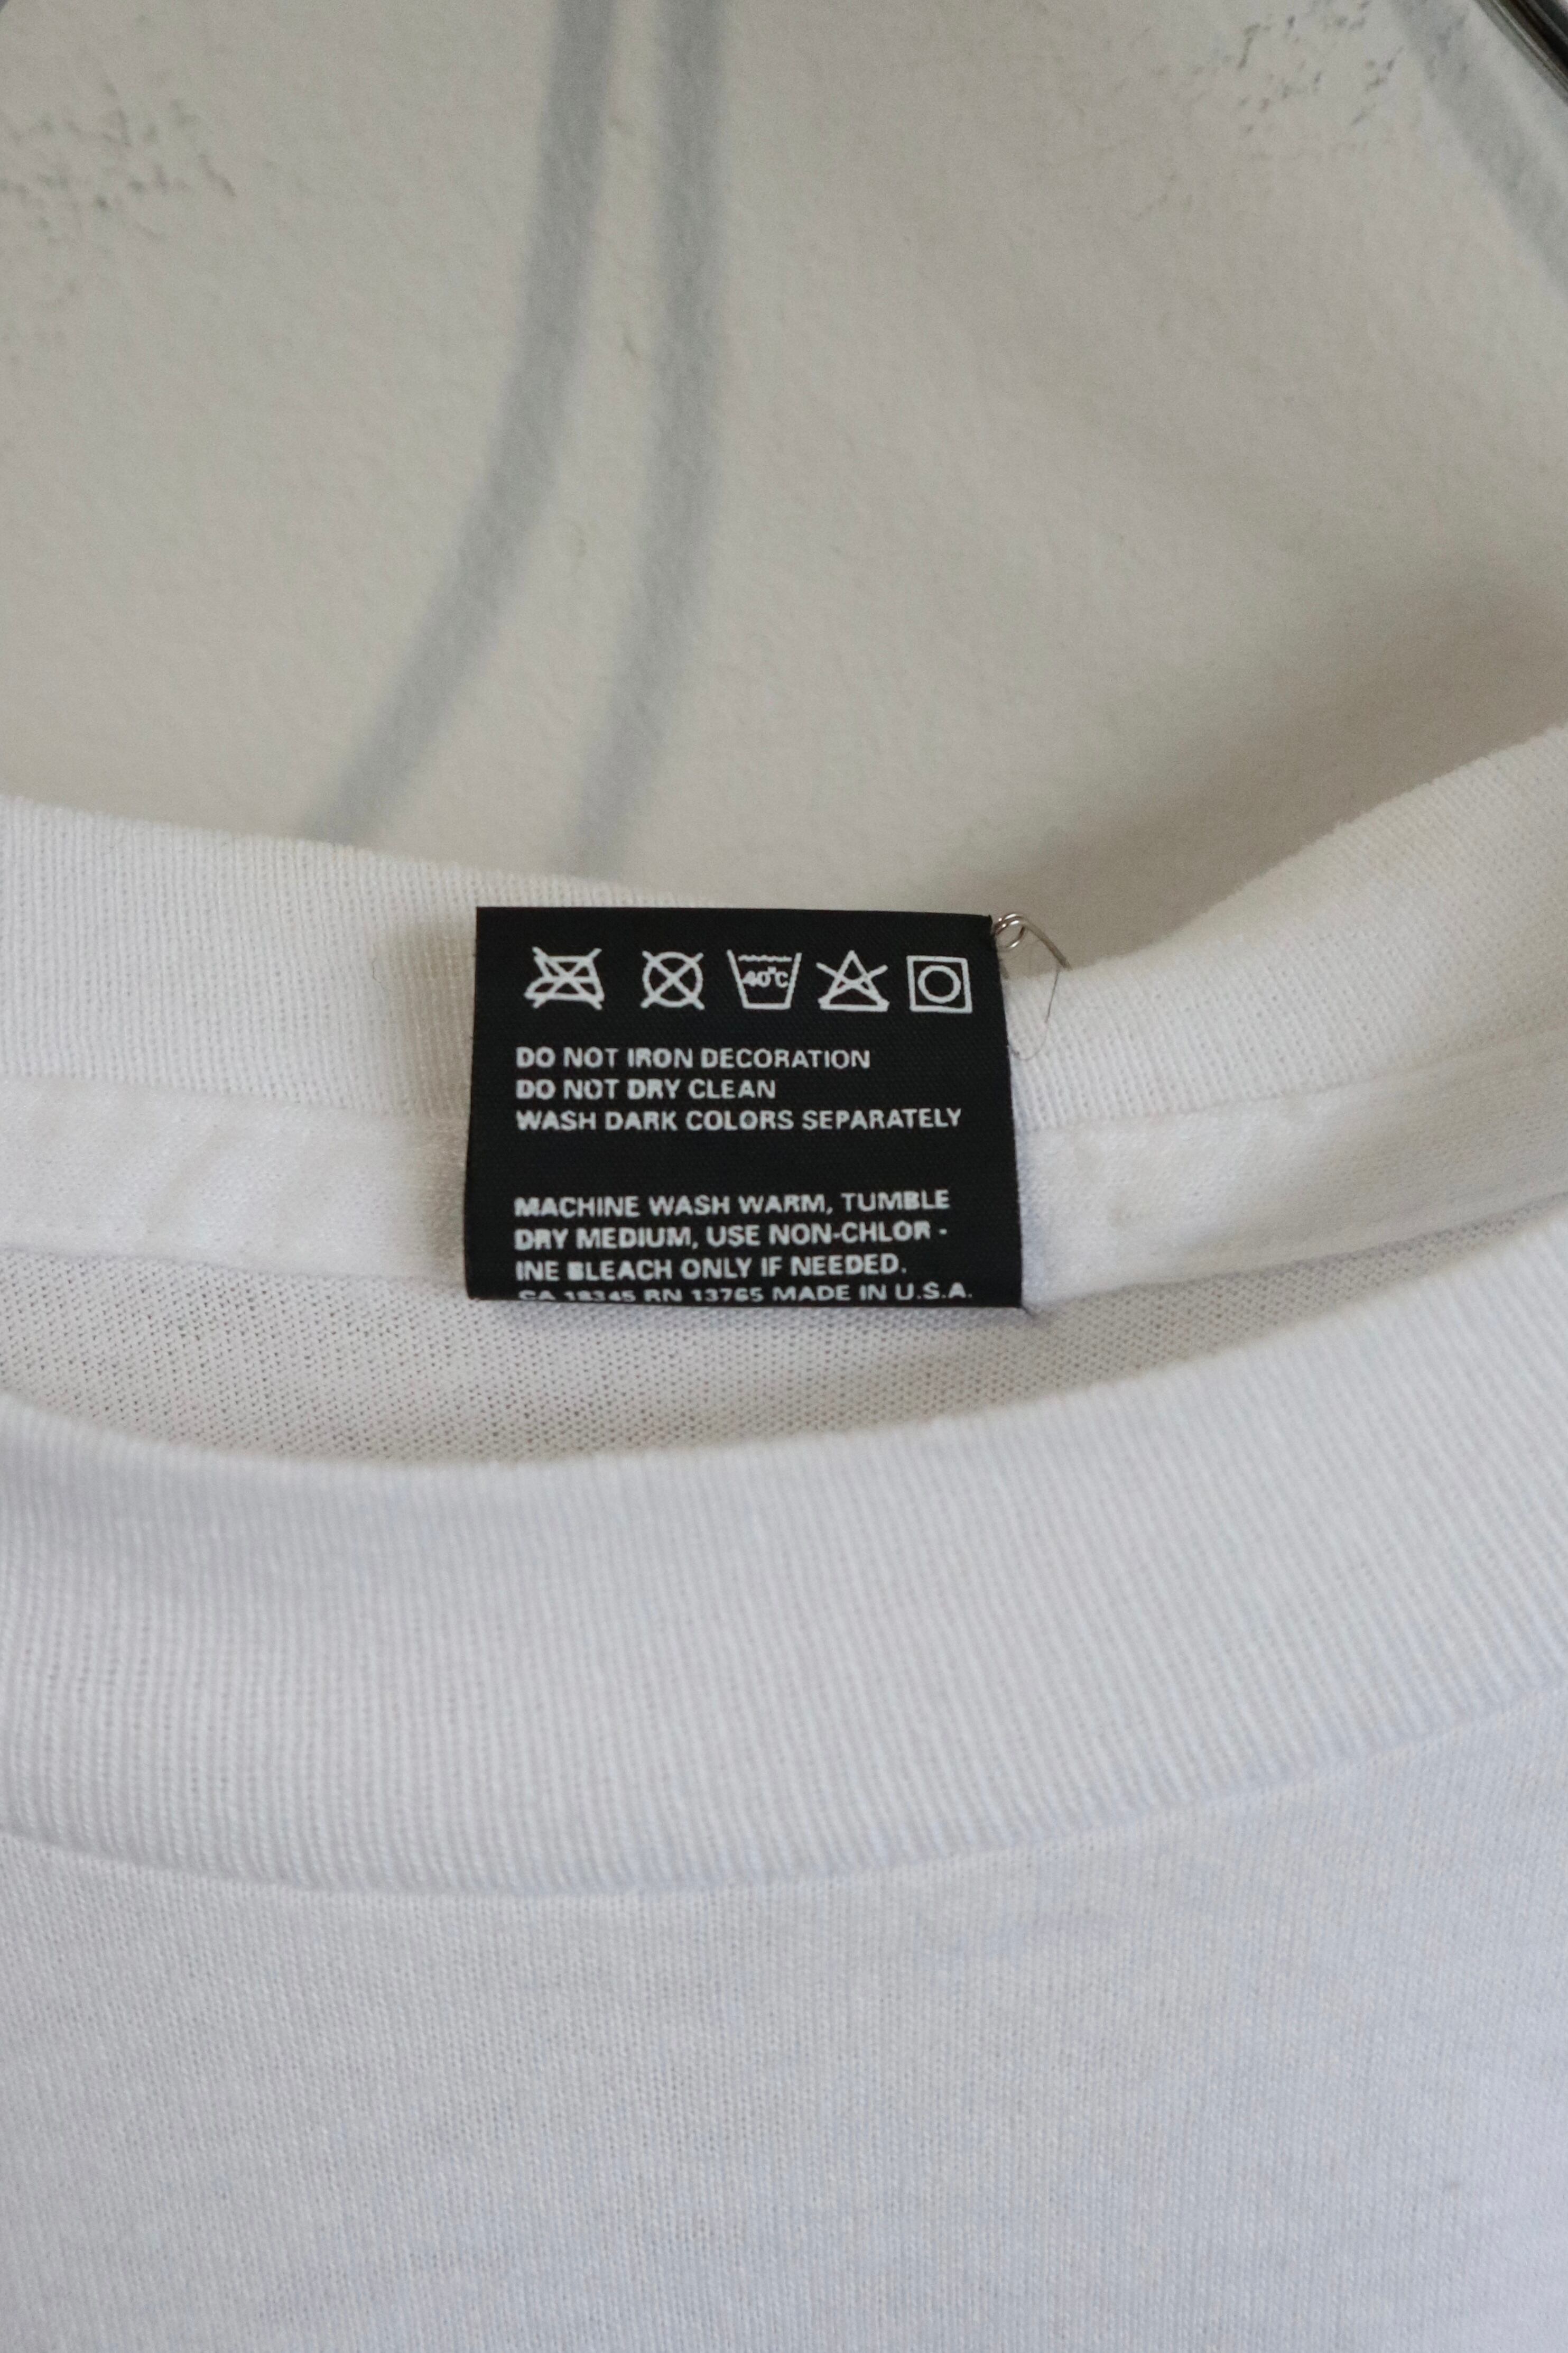 40°C
DO NOT IRON DECORATION
DO NOT DRY CLEAN
WASH DARK COLORS SEPARATELY
MACHINE WASH WARM, TUMBLE
DRY MEDIUM, USE NON-CHLOR -
INE BLEACH ONLY IF NEEDED.
CA 18345 RN 13765 MADE IN U.S.A.